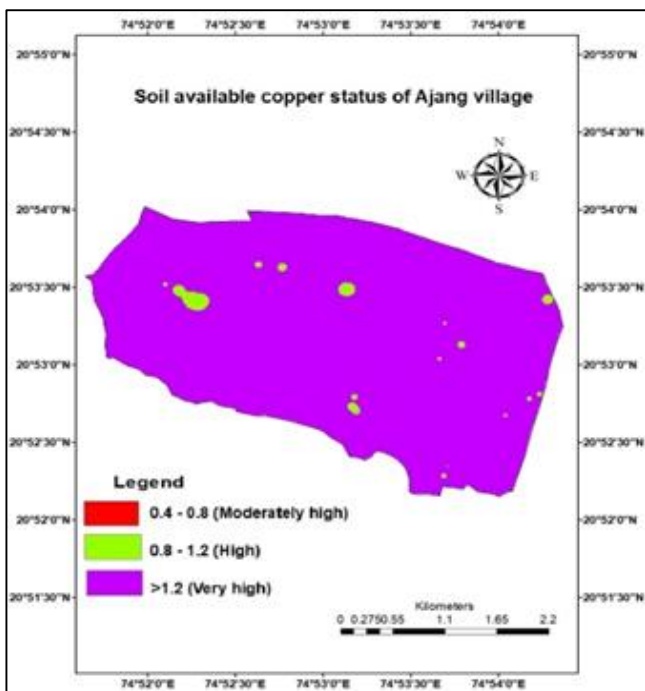 74°52'0"E 74°52'30"E 74°53'0"E 74°53'30"E 74°54'0"E
20°55'0"N 20°55'0"N
Soil available copper status of Ajang village
20°54'30"N 20°54'30"N
N
W E
S
20°54'0"N 20°54'0"N
20°53'30"N 20°53'30"N
20°53'0"N 20°53'0"N
20°52'30"N 20°52'30"N
Legend
0.4 - 0.8 (Moderately high)
20°52'0"N 20°52'0"N
0.8 - 1.2 (High)
>1.2 (Very high)
20°51'30"N 20°51'30"N
Kilometers
0 0.2750.55 1.1 1.65 2.2
74°52'0"E 74°52'30"E 74°53'0"E 74°53'30"E 74°54'0"E